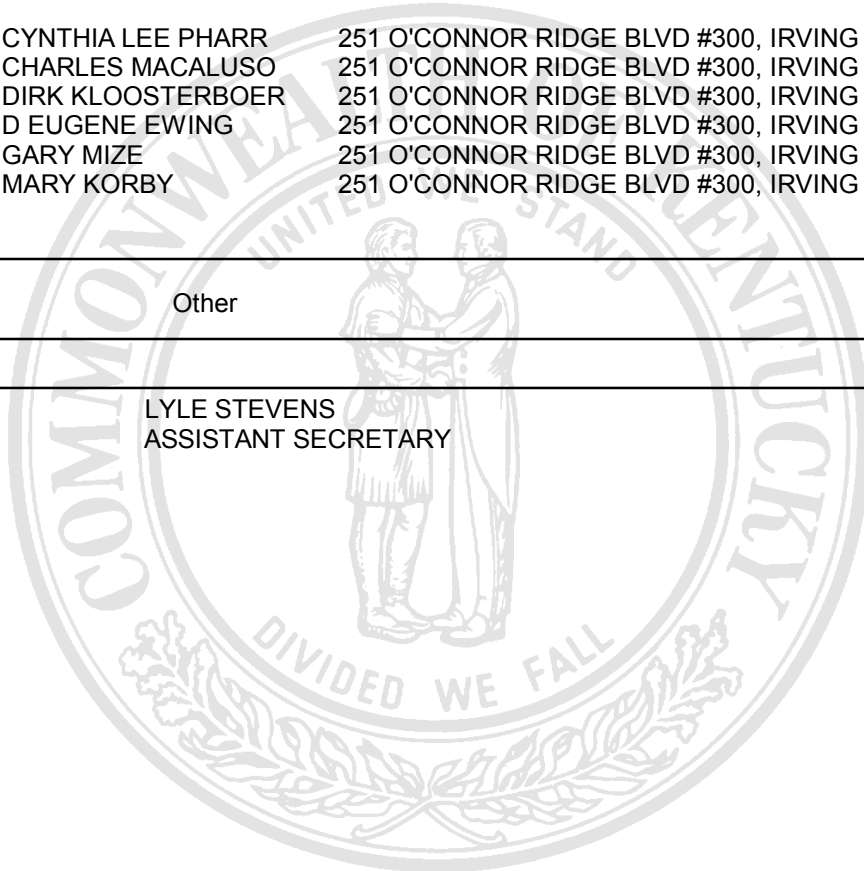 CYNTHIA LEE PHARR 251 O'CONNOR RIDGE BLVD #300, IRVING
CHARLES MACALUSO 251 O'CONNOR RIDGE BLVD #300, IRVING
DIRK KLOOSTERBOER 251 O'CONNOR RIDGE BLVD #300, IRVING
D EUGENE EWING 251 O'CONNOR RIDGE BLVD #300, IRVING
GARY MIZE 251 O'CONNOR RIDGE BLVD #300, IRVING
MARY KORBY 251 O'CONNOR RIDGE BLVD #300, IRVING
Other
LYLE STEVENS
ASSISTANT SECRETARY
COMMONWEALTH OF KENTUCKY
UNITED WE STAND
DIVIDED WE FALL